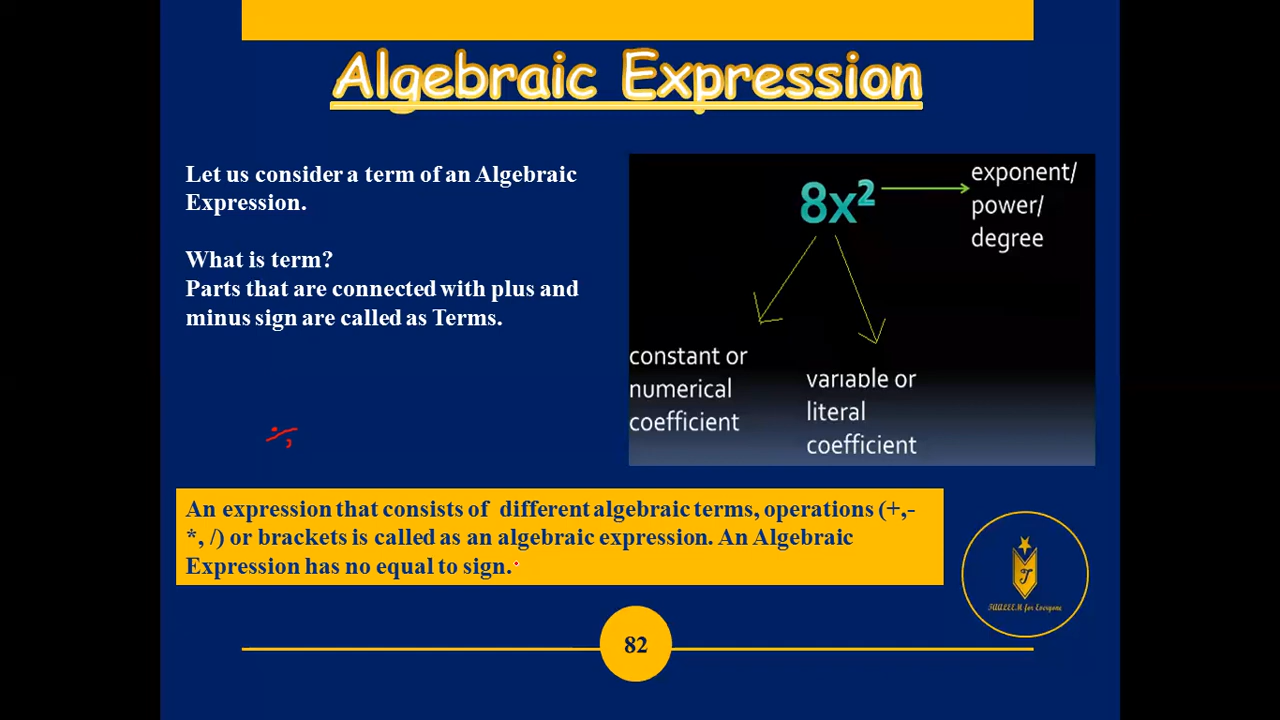 Algebraic Expression
Let us consider a term of an Algebraic
Expression.
What is term?
Parts that are connected with plus and
minus sign are called as Terms.
8x²
exponent/
power/
degree
constant or
numerical
coefficient
variable or
literal
coefficient
÷,
An expression that consists of different algebraic terms, operations (+,-
*, /) or brackets is called as an algebraic expression. An Algebraic
Expression has no equal to sign.
T
TAALEEM for Everyone
82